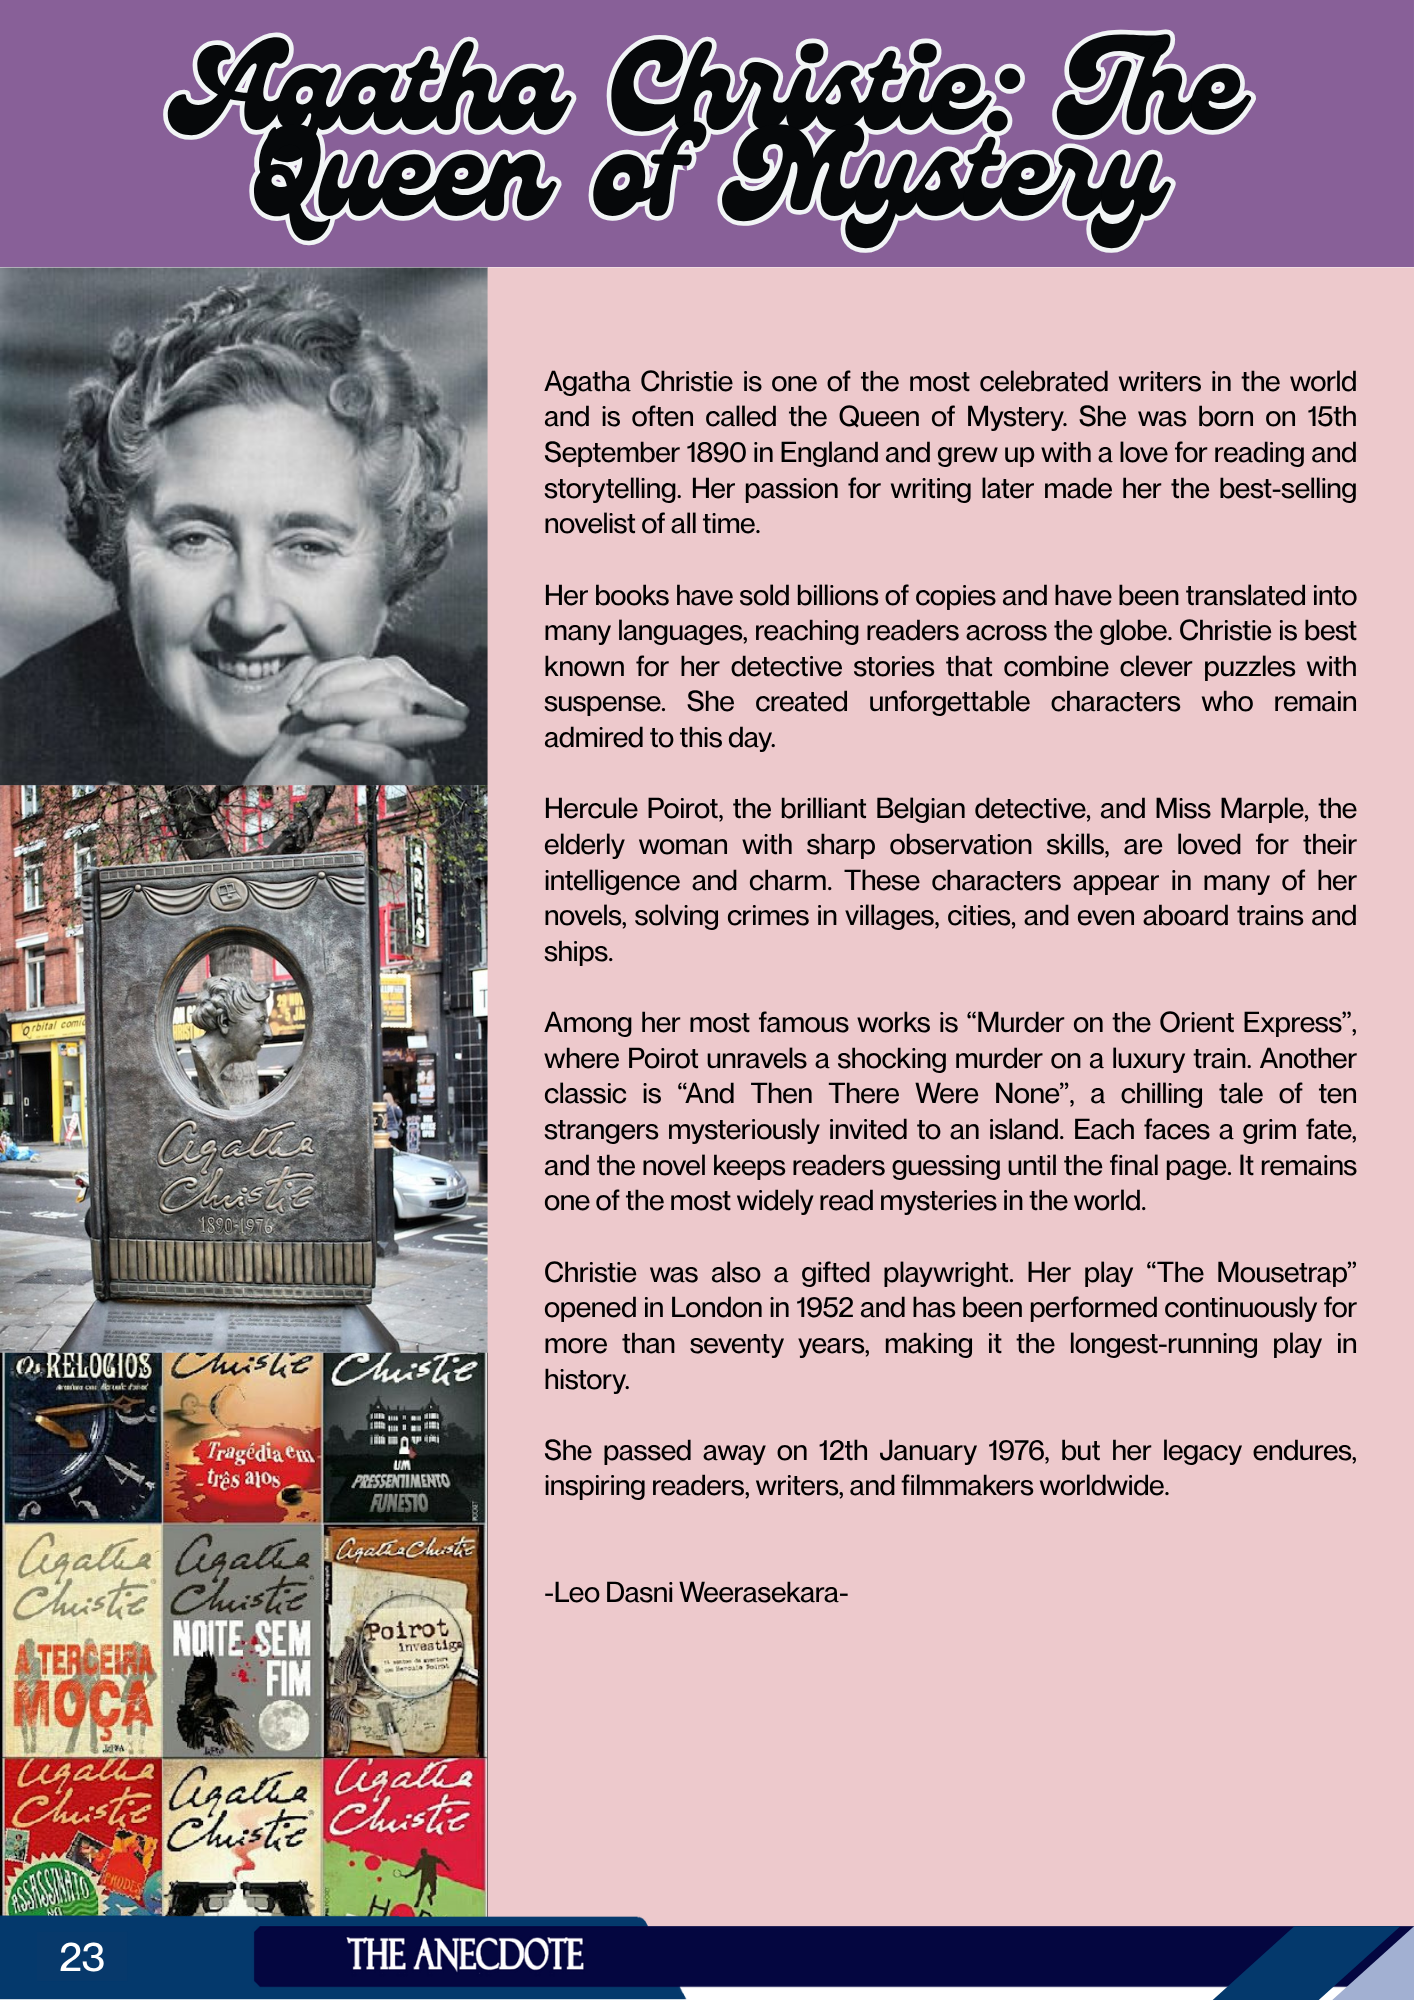 Agatha Christie: The
Queen of Mystery
Agatha Christie is one of the most celebrated writers in the world
and is often called the Queen of Mystery. She was born on 15th
September 1890 in England and grew up with a love for reading and
storytelling. Her passion for writing later made her the best-selling
novelist of all time.
Her books have sold billions of copies and have been translated into
many languages, reaching readers across the globe. Christie is best
known for her detective stories that combine clever puzzles with
suspense. She created unforgettable characters who remain
admired to this day.
Hercule Poirot, the brilliant Belgian detective, and Miss Marple, the
elderly woman with sharp observation skills, are loved for their
intelligence and charm. These characters appear in many of her
novels, solving crimes in villages, cities, and even aboard trains and
ships.
Among her most famous works is “Murder on the Orient Express”,
where Poirot unravels a shocking murder on a luxury train. Another
classic is “And Then There Were None”, a chilling tale of ten
strangers mysteriously invited to an island. Each faces a grim fate,
and the novel keeps readers guessing until the final page. It remains
one of the most widely read mysteries in the world.
Christie was also a gifted playwright. Her play “The Mousetrap”
opened in London in 1952 and has been performed continuously for
more than seventy years, making it the longest-running play in
history.
She passed away on 12th January 1976, but her legacy endures,
inspiring readers, writers, and filmmakers worldwide.
-Leo Dasni Weerasekara-
ARTS
Orbital comic
Agatha
Christie
1890-1976
Os RELÓGIOS
Christie
Tragédia em
três atos
Christie
UM
PRESSENTIMENTO
FUNESTO
POCKET
Agatha
Christie
A TERCEIRA
MOÇA
Agatha
Christie
NOITE SEM
FIM
Agatha Christie
Poirot
investiga
Agatha
Christie
ASSASSINATO
NO
Agatha
Christie
Agatha
Christie
23
THE ANECDOTE